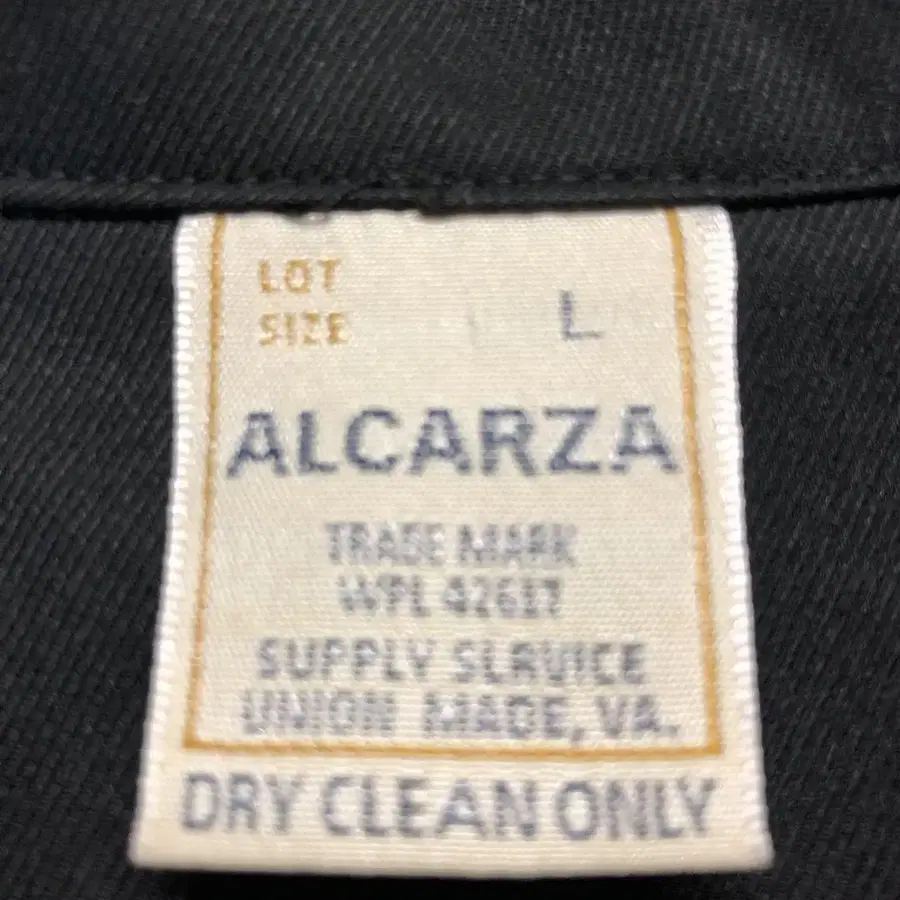 LOT
SIZE L
ALCARZA
TRADE MARK
WPL 42617
SUPPLY SLRVICE
UNION MADE, VA.
DRY CLEAN ONLY